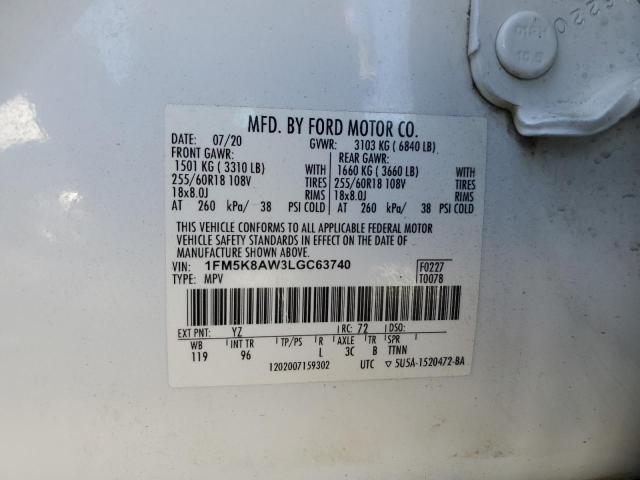 6220
10.5
MFD. BY FORD MOTOR CO.
DATE: 07/20 GVWR: 3103 KG ( 6840 LB)
FRONT GAWR: REAR GAWR:
1501 KG ( 3310 LB) WITH 1660 KG ( 3660 LB) WITH
255/60R18 108V TIRES 255/60R18 108V TIRES
18x8.0J RIMS 18x8.0J RIMS
AT 260 kPa/ 38 PSI COLD AT 260 kPa/ 38 PSI COLD
THIS VEHICLE CONFORMS TO ALL APPLICABLE FEDERAL MOTOR
VEHICLE SAFETY STANDARDS IN EFFECT ON THE DATE OF
MANUFACTURE SHOWN ABOVE.
VIN: 1FM5K8AW3LGC63740 F0227
TYPE: MPV T0078
EXT PNT: YZ RC: 72 DSO:
WB INT TR TP/PS R AXLE TR SPR
119 96 L 3C B TTNN
1202007159302 UTC ▽ 5U5A-1520472-BA